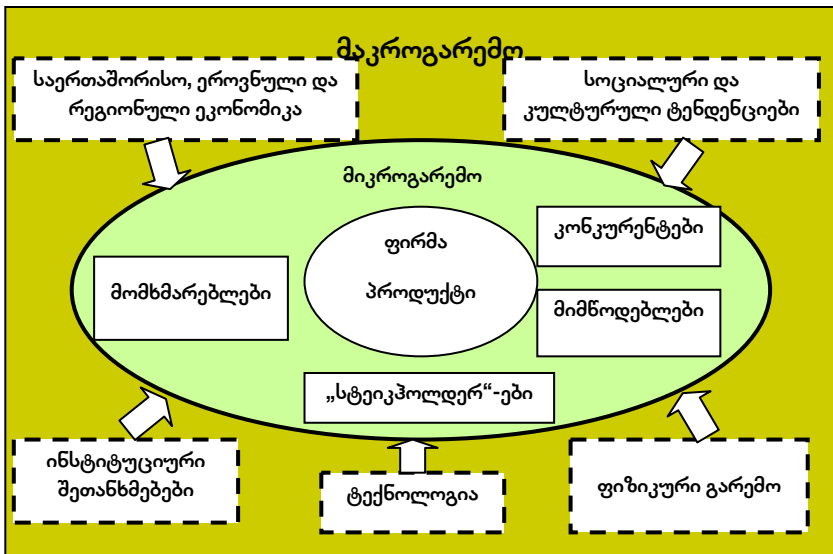 მაკროგარემო
საერთაშორისო, ეროვნული და
რეგიონული ეკონომიკა
სოციალური და
კულტურული ტენდენციები
მიკროგარემო
ფირმა
პროდუქტი
კონკურენტები
მომხმარებლები
მიმწოდებლები
„სტეიკჰოლდერ“-ები
ინსტიტუციური
შეთანხმებები
ტექნოლოგია
ფიზიკური გარემო